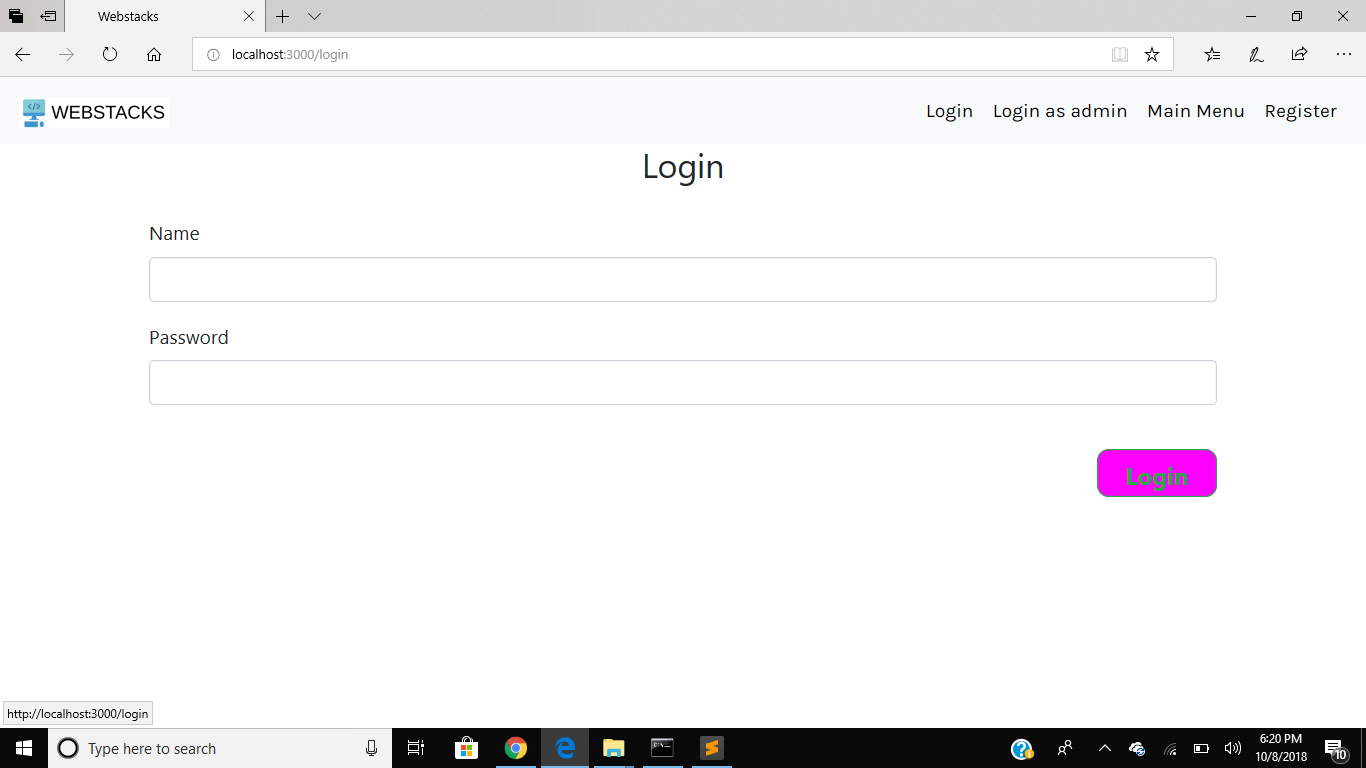 Webstacks
localhost:3000/login
</> WEBSTACKS
Login Login as admin Main Menu Register
Login
Name
Password
Login
http://localhost:3000/login
Type here to search
6:20 PM
10/8/2018
10